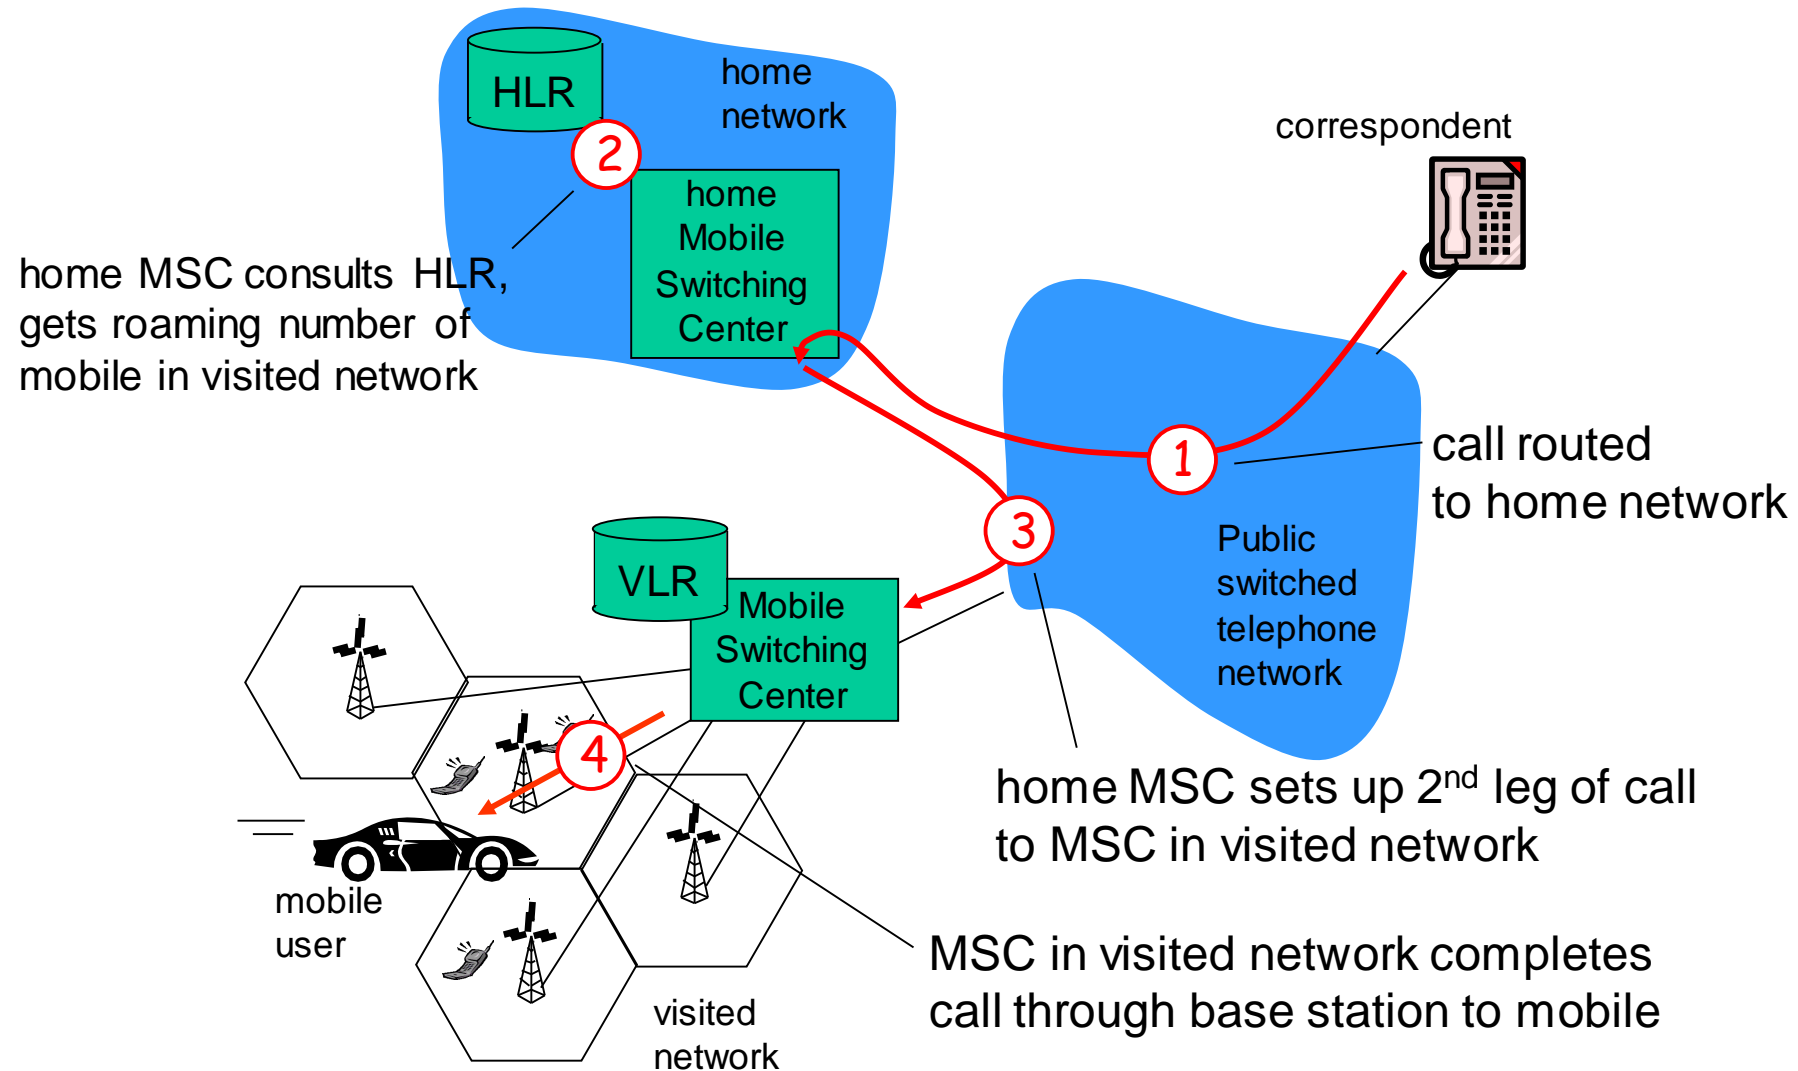 HLR
home
network
2
home
Mobile
Switching
Center
correspondent
home MSC consults HLR,
gets roaming number of
mobile in visited network
1
call routed
to home network
3
Public
switched
telephone
network
VLR
Mobile
Switching
Center
4
home MSC sets up 2nd leg of call
to MSC in visited network
mobile
user
MSC in visited network completes
call through base station to mobile
visited
network